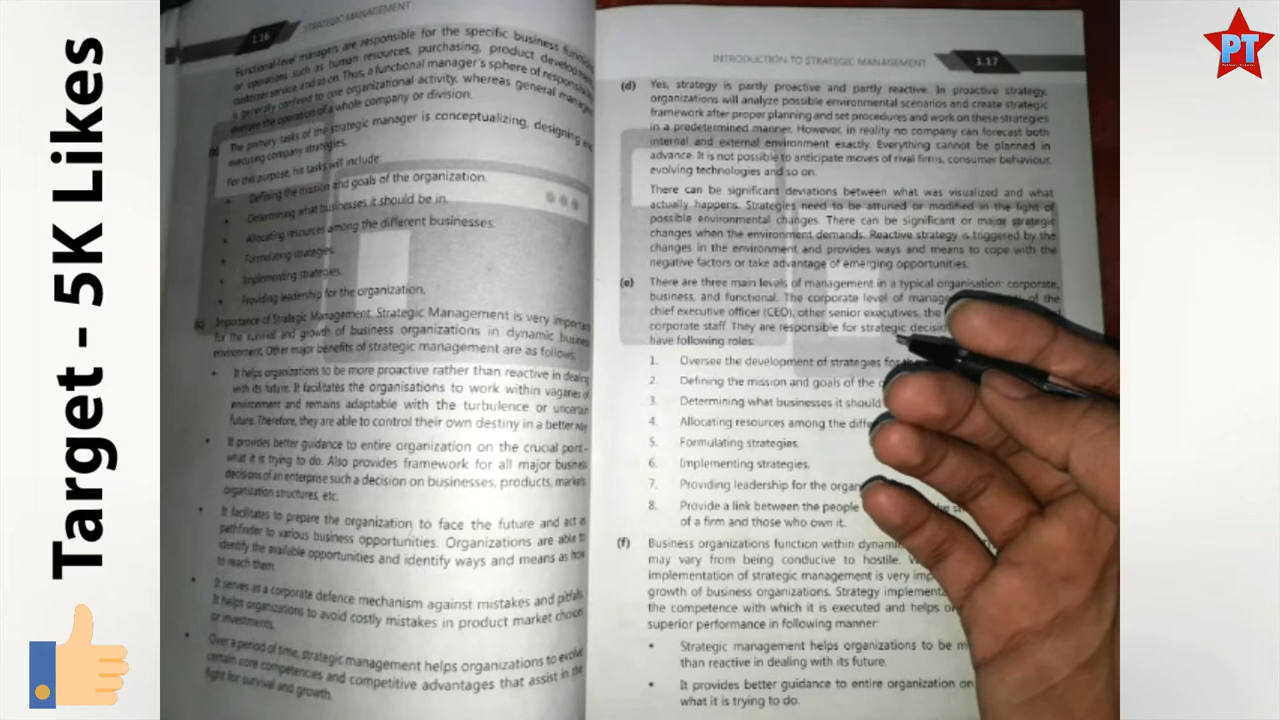 Target - 5K Likes
PT
1.16 STRATEGIC MANAGEMENT
Functional-level managers are responsible for the specific business
or operations such as human resources, purchasing, product
customer service, and so on. Thus, a functional manager's sphere of
is generally confined to one organizational activity, whereas general
oversee the operation of a whole company or division.
The primary tasks of the strategic manager is conceptualizing, designing
executing company strategies.
For this purpose, his tasks will include:
• Defining the mission and goals of the organization.
• Determining what businesses it should be in.
• Allocating resources among the different businesses.
• Formulating strategies.
• Implementing strategies.
• Providing leadership for the organization.
Importance of Strategic Management: Strategic Management is very
for the survival and growth of business organizations in dynamic business
environment. Other major benefits of strategic management are as follows:
• It helps organizations to be more proactive rather than reactive in dealing
with its future. It facilitates the organisations to work within vagaries of
environment and remains adaptable with the turbulence or uncertain
future. Therefore, they are able to control their own destiny in a better way
• It provides better guidance to entire organization on the crucial point -
what it is trying to do. Also provides framework for all major business
decisions of an enterprise such a decision on businesses, products, markets,
organization structures, etc.
• It facilitates to prepare the organization to face the future and act as
pathfinder to various business opportunities. Organizations are able to
identify the available opportunities and identify ways and means as how
to reach them.
• It serves as a corporate defence mechanism against mistakes and pitfalls
It helps organizations to avoid costly mistakes in product market choices
or investments.
• Over a period of time, strategic management helps organizations to evolve
certain core competencies and competitive advantages that assist in the
fight for survival and growth.
INTRODUCTION TO STRATEGIC MANAGEMENT 1.17
(d) Yes, strategy is partly proactive and partly reactive. In proactive strategy,
organizations will analyze possible environmental scenarios and create strategic
framework after proper planning and set procedures and work on these strategies
in a predetermined manner. However, in reality no company can forecast both
internal and external environment exactly. Everything cannot be planned in
advance. It is not possible to anticipate moves of rival firms, consumer behaviour,
evolving technologies and so on.
There can be significant deviations between what was visualized and what
actually happens. Strategies need to be attuned or modified in the light of
possible environmental changes. There can be significant or major strategic
changes when the environment demands. Reactive strategy is triggered by the
changes in the environment and provides ways and means to cope with the
negative factors or take advantage of emerging opportunities.
(e) There are three main levels of management in a typical organisation: corporate,
business, and functional. The corporate level of of the
chief executive officer (CEO), other senior executives, the
corporate staff. They are responsible for strategic
have following roles:
1. Oversee the development of strategies for
2. Defining the mission and goals of the
3. Determining what businesses it should
4. Allocating resources among the
5. Formulating strategies.
6. Implementing strategies.
7. Providing leadership for the
8. Provide a link between the people the
of a firm and those who own it.
(f) Business organizations function within
may vary from being conducive to hostile.
implementation of strategic management is very
growth of business organizations. Strategy
the competence with which it is executed and helps
superior performance in following manner:
• Strategic management helps organizations to be
than reactive in dealing with its future.
• It provides better guidance to entire organization on
what it is trying to do.